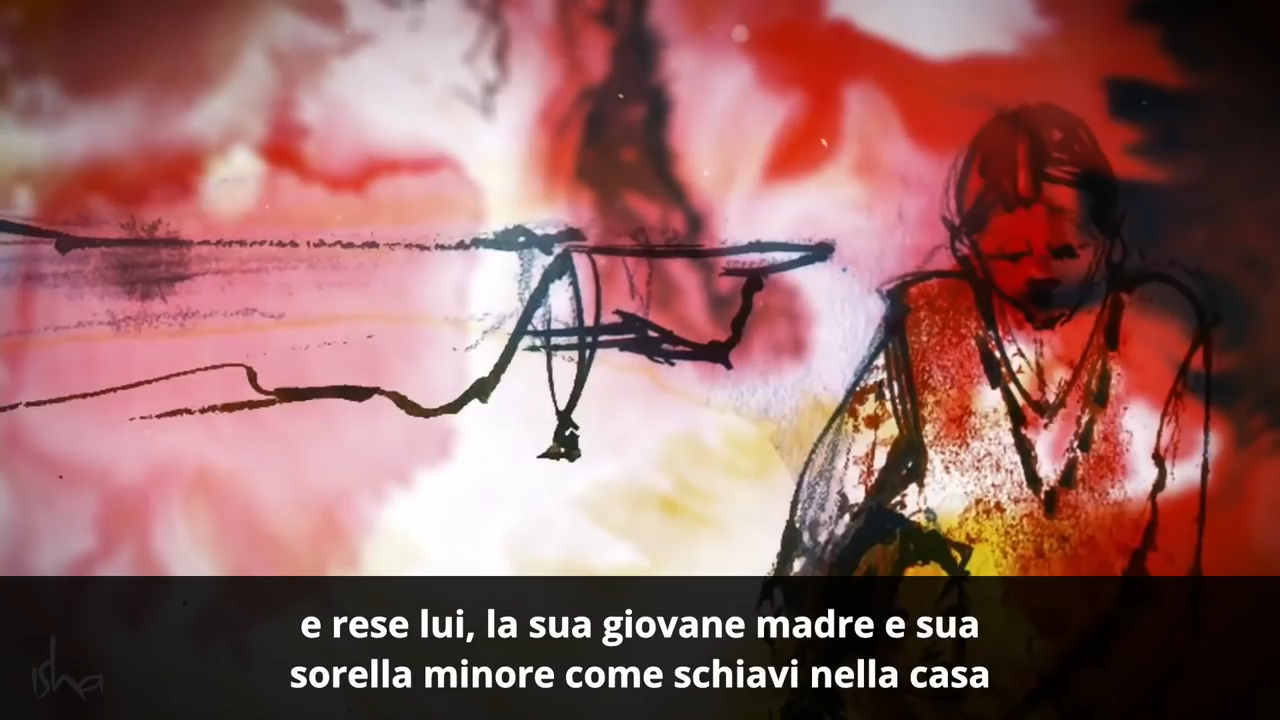 e rese lui, la sua giovane madre e sua
sorella minore come schiavi nella casa
isha